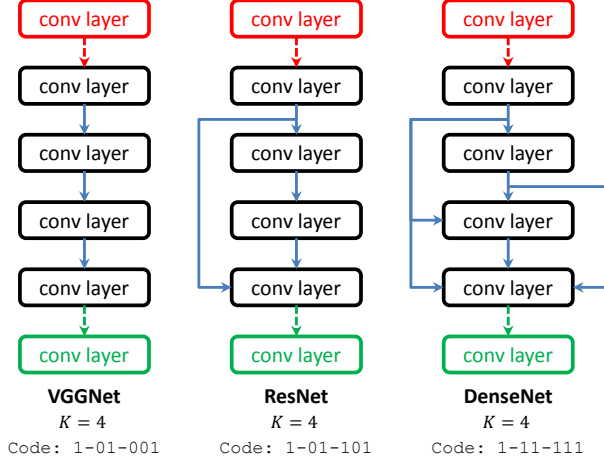 conv layer conv layer conv layer
conv layer conv layer conv layer
conv layer conv layer conv layer
conv layer conv layer conv layer
conv layer conv layer conv layer
conv layer conv layer conv layer
VGGNet ResNet DenseNet
K = 4 K = 4 K = 4
Code: 1-01-001 Code: 1-01-101 Code: 1-11-111